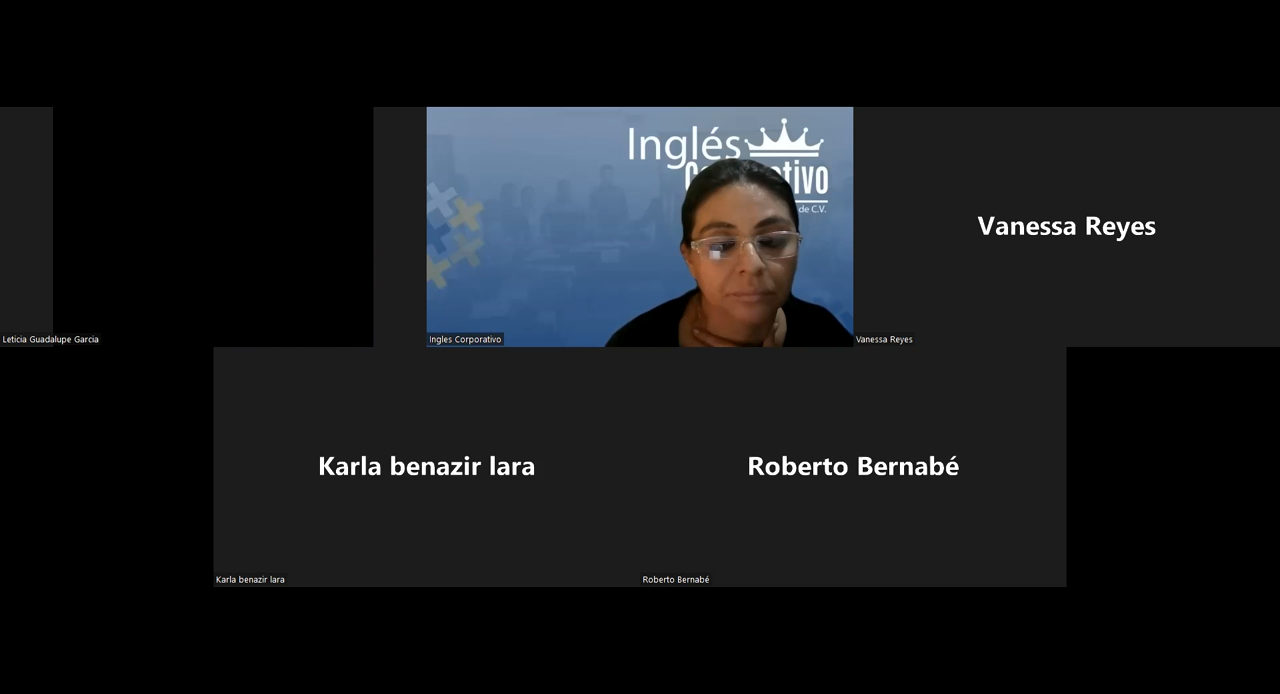 Inglés
de C.V.
Vanessa Reyes
Leticia Guadalupe Garcia
Ingles Corporativo
Vanessa Reyes
Karla benazir lara
Roberto Bernabé
Karla benazir lara
Roberto Bernabé